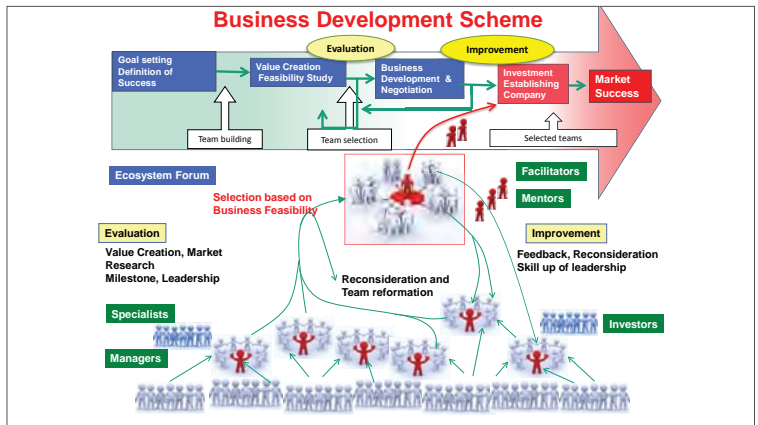 Business Development Scheme
Evaluation
Improvement
Goal setting
Definition of
Success
Value Creation
Feasibility Study
Business
Development &
Negotiation
Investment
Establishing
Company
Market
Success
Team building
Team selection
Selected teams
Ecosystem Forum
Selection based on
Business Feasibility
Facilitators
Mentors
Evaluation
Value Creation, Market
Research
Milestone, Leadership
Improvement
Feedback, Reconsideration
Skill up of leadership
Reconsideration and
Team reformation
Specialists
Investors
Managers